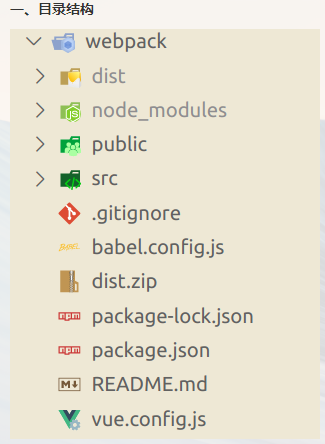 一、目录结构
webpack
dist
node_modules
public
src
.gitignore
babel.config.js
dist.zip
package-lock.json
package.json
README.md
vue.config.js